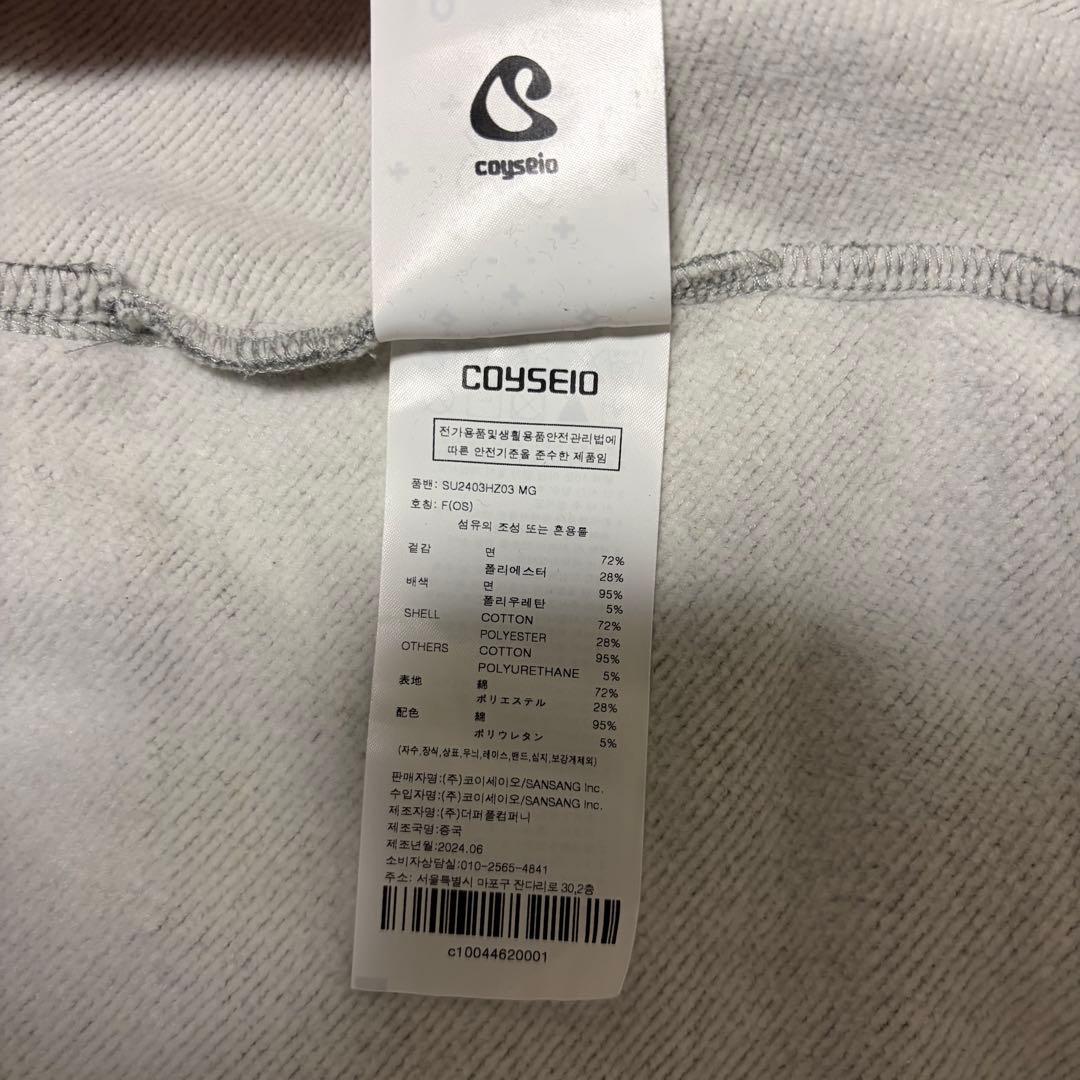 coyseio
COYSEIO
전기용품및생활용품안전관리법에
따른 안전기준을 준수한 제품임
품번: SU2403HZ03 MG
호칭: F(OS)
섬유의 조성 또는 혼용률
겉감 면 72%
폴리에스터 28%
배색 면 95%
폴리우레탄 5%
SHELL COTTON 72%
POLYESTER 28%
OTHERS COTTON 95%
POLYURETHANE 5%
表地 綿 72%
ポリエステル 28%
配色 綿 95%
ポリウレタン 5%
(자수,장식,상표,무늬,레이스,밴드,심지,보강제제외)
판매자명:(주)코이세이오/SANSANG Inc.
수입자명:(주)코이세이오/SANSANG Inc.
제조자명:(주)더퍼플컴퍼니
제조국명:중국
제조년월:2024.06
소비자상담실:010-2565-4841
주소: 서울특별시 마포구 잔다리로 30,2층
c10044620001